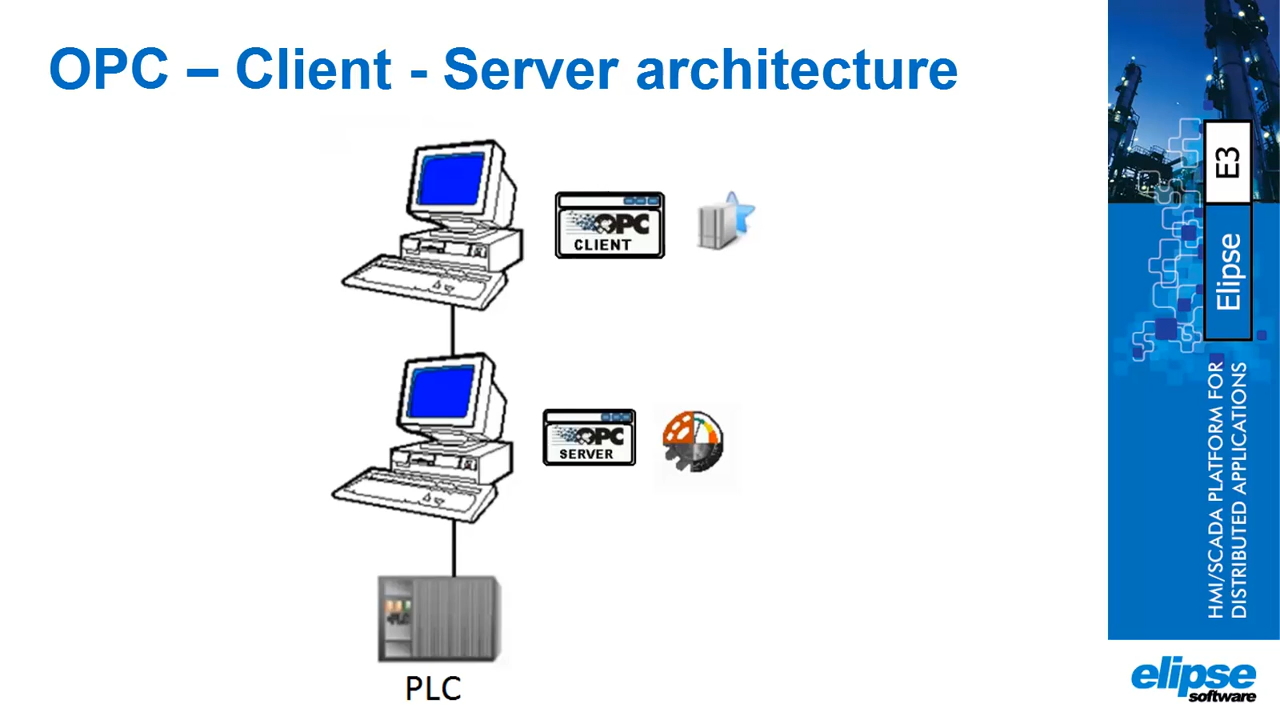 OPC – Client - Server architecture
OPC
CLIENT
OPC
SERVER
PLC
E3
Elipse
HMI/SCADA PLATFORM FOR
DISTRIBUTED APPLICATIONS
elipse
software